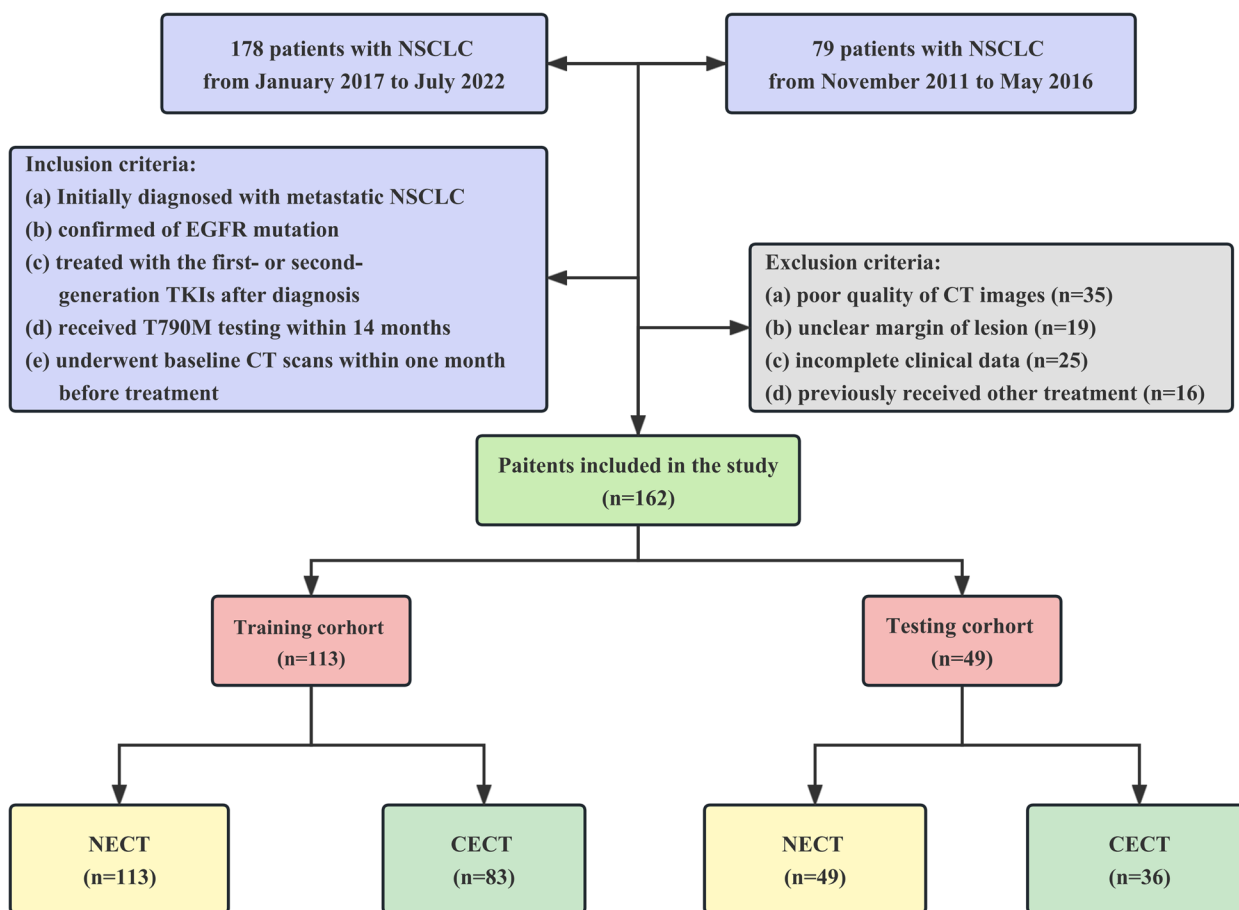 178 patients with NSCLC
from January 2017 to July 2022
79 patients with NSCLC
from November 2011 to May 2016
Inclusion criteria:
(a) Initially diagnosed with metastatic NSCLC
(b) confirmed of EGFR mutation
(c) treated with the first- or second-
generation TKIs after diagnosis
(d) received T790M testing within 14 months
(e) underwent baseline CT scans within one month
before treatment
Exclusion criteria:
(a) poor quality of CT images (n=35)
(b) unclear margin of lesion (n=19)
(c) incomplete clinical data (n=25)
(d) previously received other treatment (n=16)
Paitents included in the study
(n=162)
Training corhort
(n=113)
Testing corhort
(n=49)
NECT
(n=113)
CECT
(n=83)
NECT
(n=49)
CECT
(n=36)